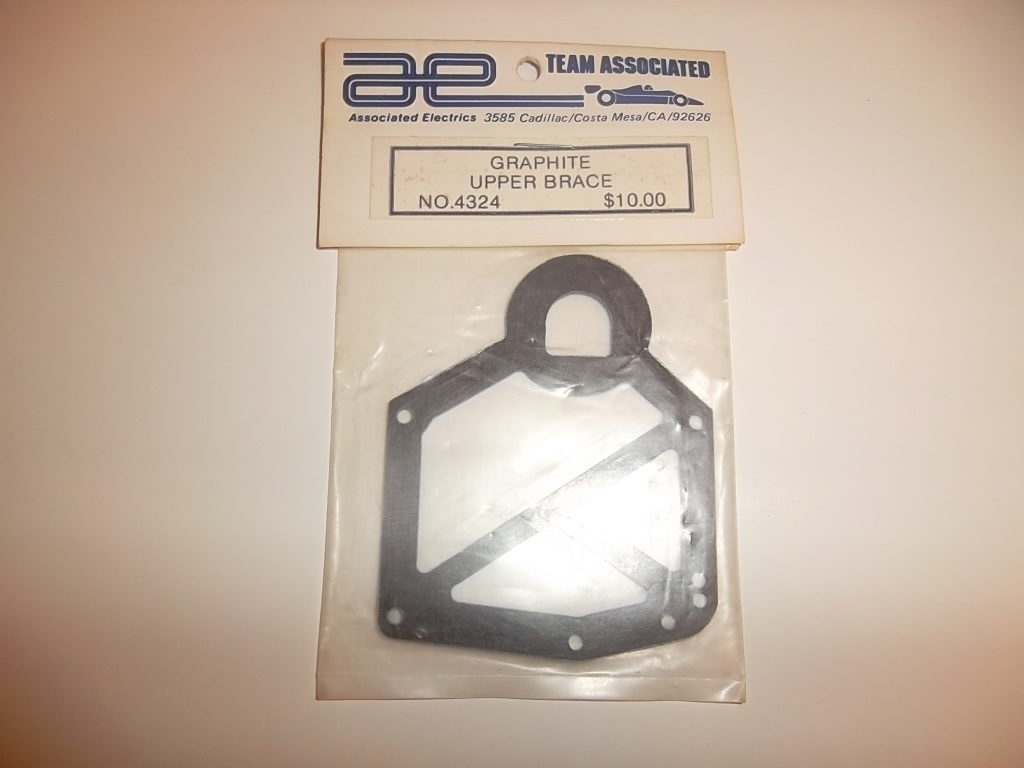 ae TEAM ASSOCIATED
Associated Electrics 3585 Cadillac/Costa Mesa/CA/92626
GRAPHITE
UPPER BRACE
NO.4324 $10.00